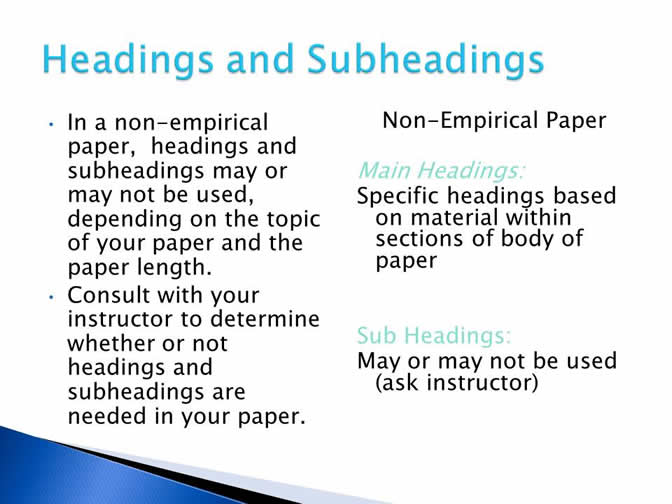 Headings and Subheadings
• In a non-empirical
paper, headings and
subheadings may or
may not be used,
depending on the topic
of your paper and the
paper length.
• Consult with your
instructor to determine
whether or not
headings and
subheadings are
needed in your paper.
Non-Empirical Paper
Main Headings:
Specific headings based
on material within
sections of body of
paper
Sub Headings:
May or may not be used
(ask instructor)